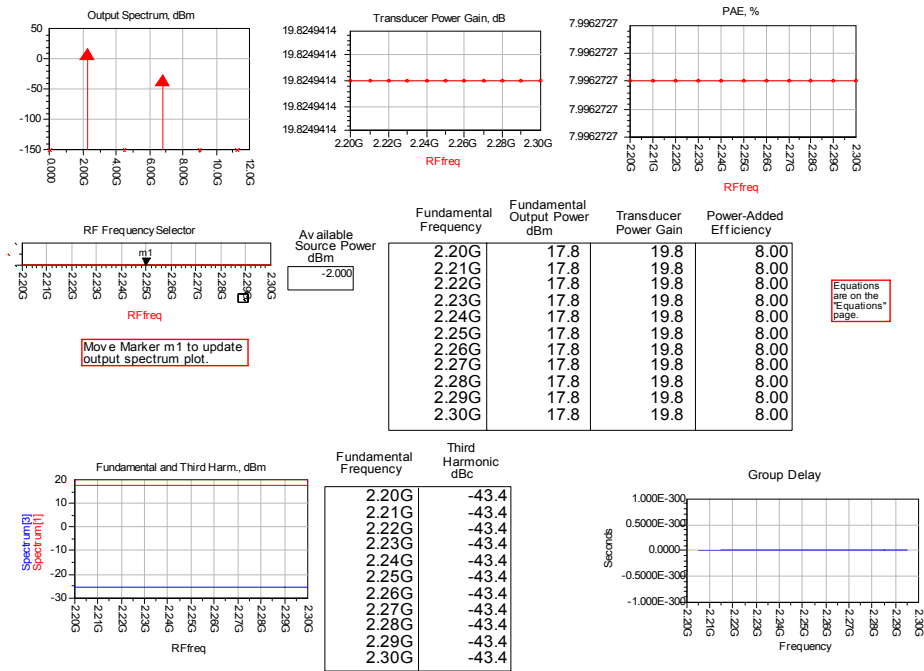 Output Spectrum, dBm
50
0
-50
-100
-150
0.000
2.00G
4.00G
6.00G
8.00G
10.0G
12.0G
Transducer Power Gain, dB
19.8249414
19.8249414
19.8249414
19.8249414
19.8249414
2.20G
2.22G
2.24G
2.26G
2.28G
2.30G
RFfreq
PAE, %
7.9962727
7.9962727
7.9962727
7.9962727
7.9962727
2.20G
2.21G
2.22G
2.23G
2.24G
2.25G
2.26G
2.27G
2.28G
2.29G
2.30G
RFfreq
RF Frequency Selector
m1
2.20G
2.21G
2.22G
2.23G
2.24G
2.25G
2.26G
2.27G
2.28G
2.29G
2.30G
RFfreq
Move Marker m1 to update
output spectrum plot.
Available
Source Power
dBm
-2.000
Fundamental Frequency Fundamental Output Power dBm Transducer Power Gain Power-Added Efficiency
2.20G 17.8 19.8 8.00
2.21G 17.8 19.8 8.00
2.22G 17.8 19.8 8.00
2.23G 17.8 19.8 8.00
2.24G 17.8 19.8 8.00
2.25G 17.8 19.8 8.00
2.26G 17.8 19.8 8.00
2.27G 17.8 19.8 8.00
2.28G 17.8 19.8 8.00
2.29G 17.8 19.8 8.00
2.30G 17.8 19.8 8.00
Equations
are on the
"Equations"
page.
Fundamental and Third Harm., dBm
Spectrum[3]
Spectrum[1]
20
10
0
-10
-20
-30
2.20G
2.21G
2.22G
2.23G
2.24G
2.25G
2.26G
2.27G
2.28G
2.29G
2.30G
RFfreq
Fundamental Frequency Third Harmonic dBc
2.20G -43.4
2.21G -43.4
2.22G -43.4
2.23G -43.4
2.24G -43.4
2.25G -43.4
2.26G -43.4
2.27G -43.4
2.28G -43.4
2.29G -43.4
2.30G -43.4
Group Delay
Seconds
1.000E-300
0.5000E-300
0.0000
-0.5000E-300
-1.000E-300
2.20G
2.21G
2.22G
2.23G
2.24G
2.25G
2.26G
2.27G
2.28G
2.29G
2.30G
Frequency